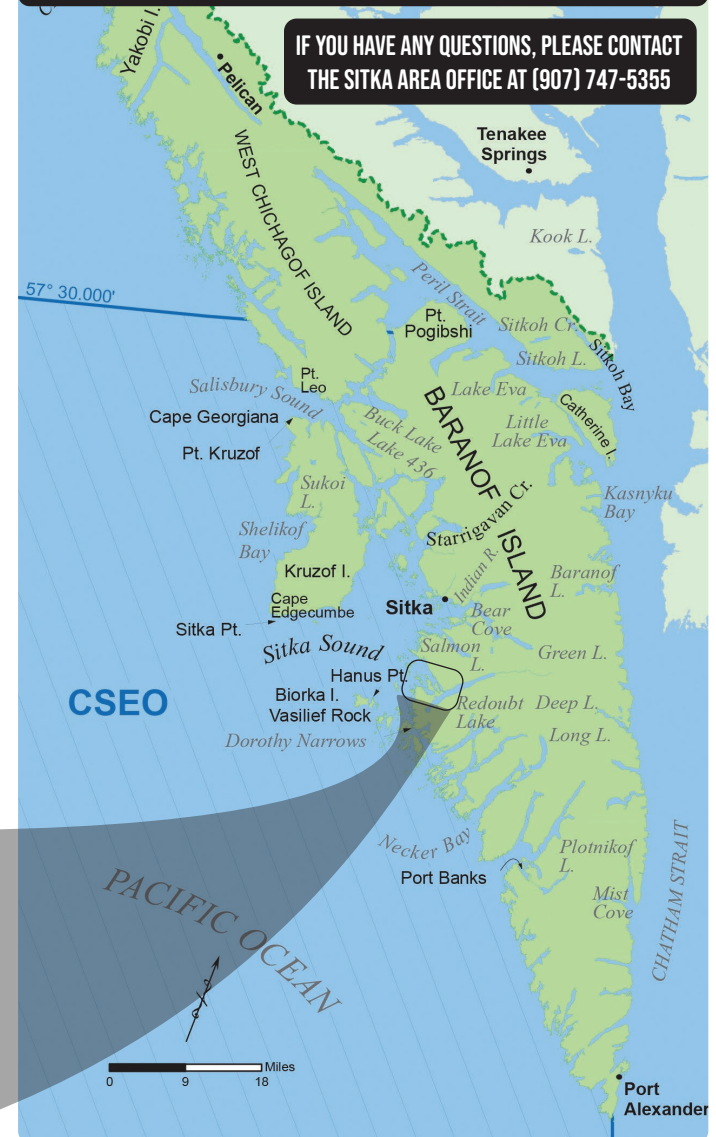 IF YOU HAVE ANY QUESTIONS, PLEASE CONTACT
THE SITKA AREA OFFICE AT (907) 747-5355
Yakobi I.
Pelican
Tenakee
Springs
WEST CHICHAGOF ISLAND
Kook L.
57° 30.000'
Peril Strait
Pt.
Pogibshi
Sitkoh Cr.
Sitkoh L.
Sitkoh Bay
Pt.
Leo
Salisbury Sound
Lake Eva
Catherine I.
Cape Georgiana
Buck Lake
Lake 436
Little
Lake Eva
Pt. Kruzof
BARANOF ISLAND
Sukoi
L.
Kasnyku
Bay
Shelikof
Bay
Starrigavan Cr.
Kruzof I.
Indian R.
Baranof
L.
Cape
Edgecumbe
Sitka
Bear
Cove
Sitka Pt.
Sitka Sound
Salmon
L.
Green L.
Hanus Pt.
Biorka I.
CSEO
Vasilief Rock
Redoubt
Lake
Deep L.
Dorothy Narrows
Long L.
Necker Bay
Plotnikof
L.
Port Banks
Mist
Cove
CHATHAM STRAIT
PACIFIC OCEAN
Miles
0 9 18
Port
Alexander